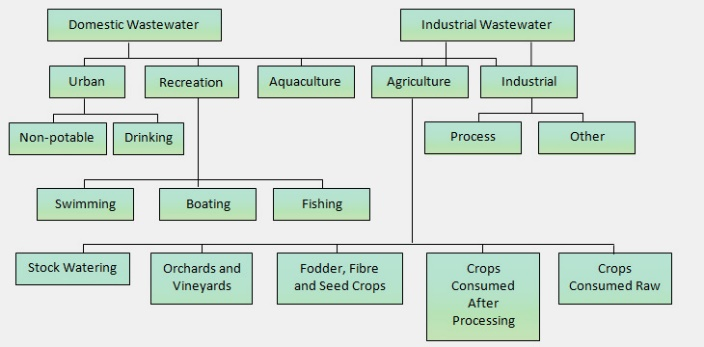 Domestic Wastewater
Industrial Wastewater
Urban
Recreation
Aquaculture
Agriculture
Industrial
Non-potable
Drinking
Process
Other
Swimming
Boating
Fishing
Stock Watering
Orchards and
Vineyards
Fodder, Fibre
and Seed Crops
Crops
Consumed
After
Processing
Crops
Consumed Raw